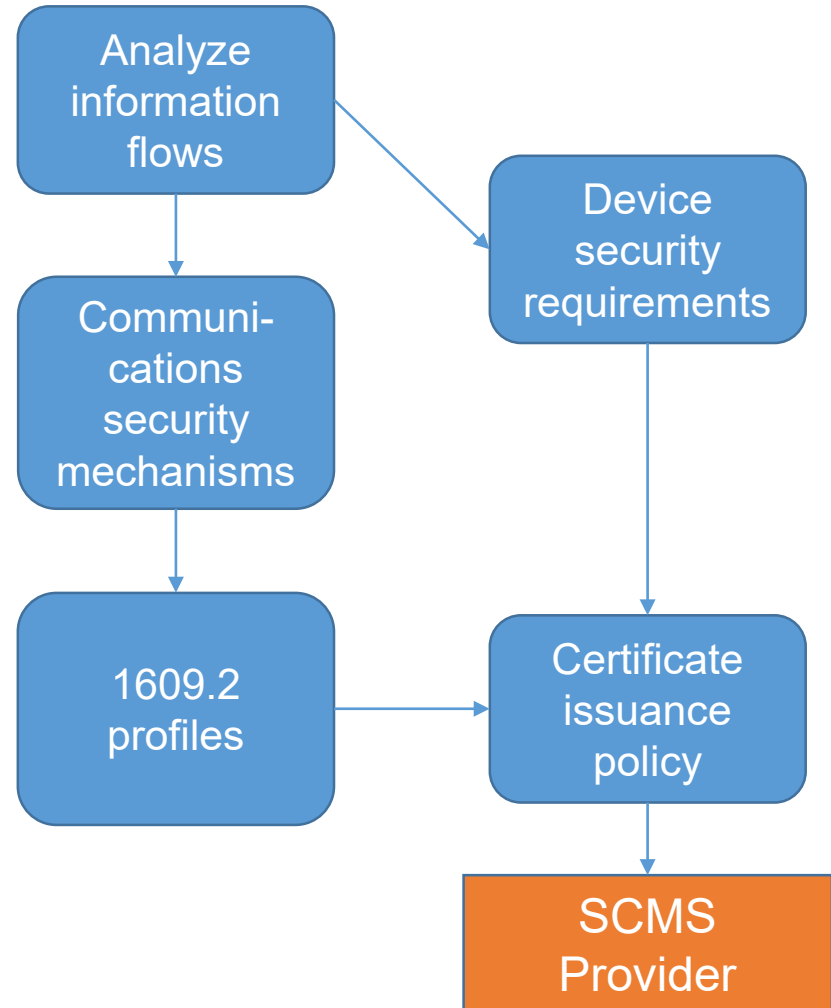 Analyze
information
flows
Device
security
requirements
Communi-
cations
security
mechanisms
1609.2
profiles
Certificate
issuance
policy
SCMS
Provider